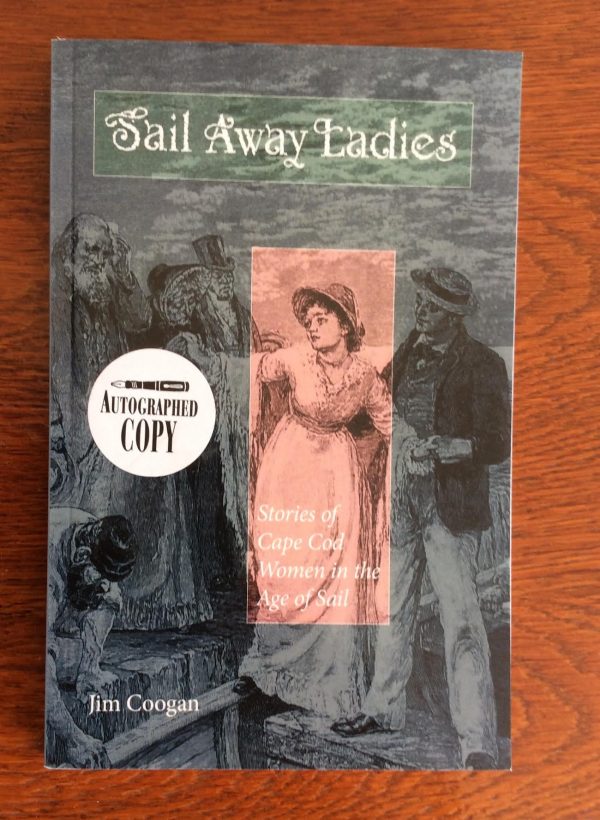 Sail Away Ladies
AUTOGRAPHED
COPY
Stories of
Cape Cod
Women in the
Age of Sail
Jim Coogan